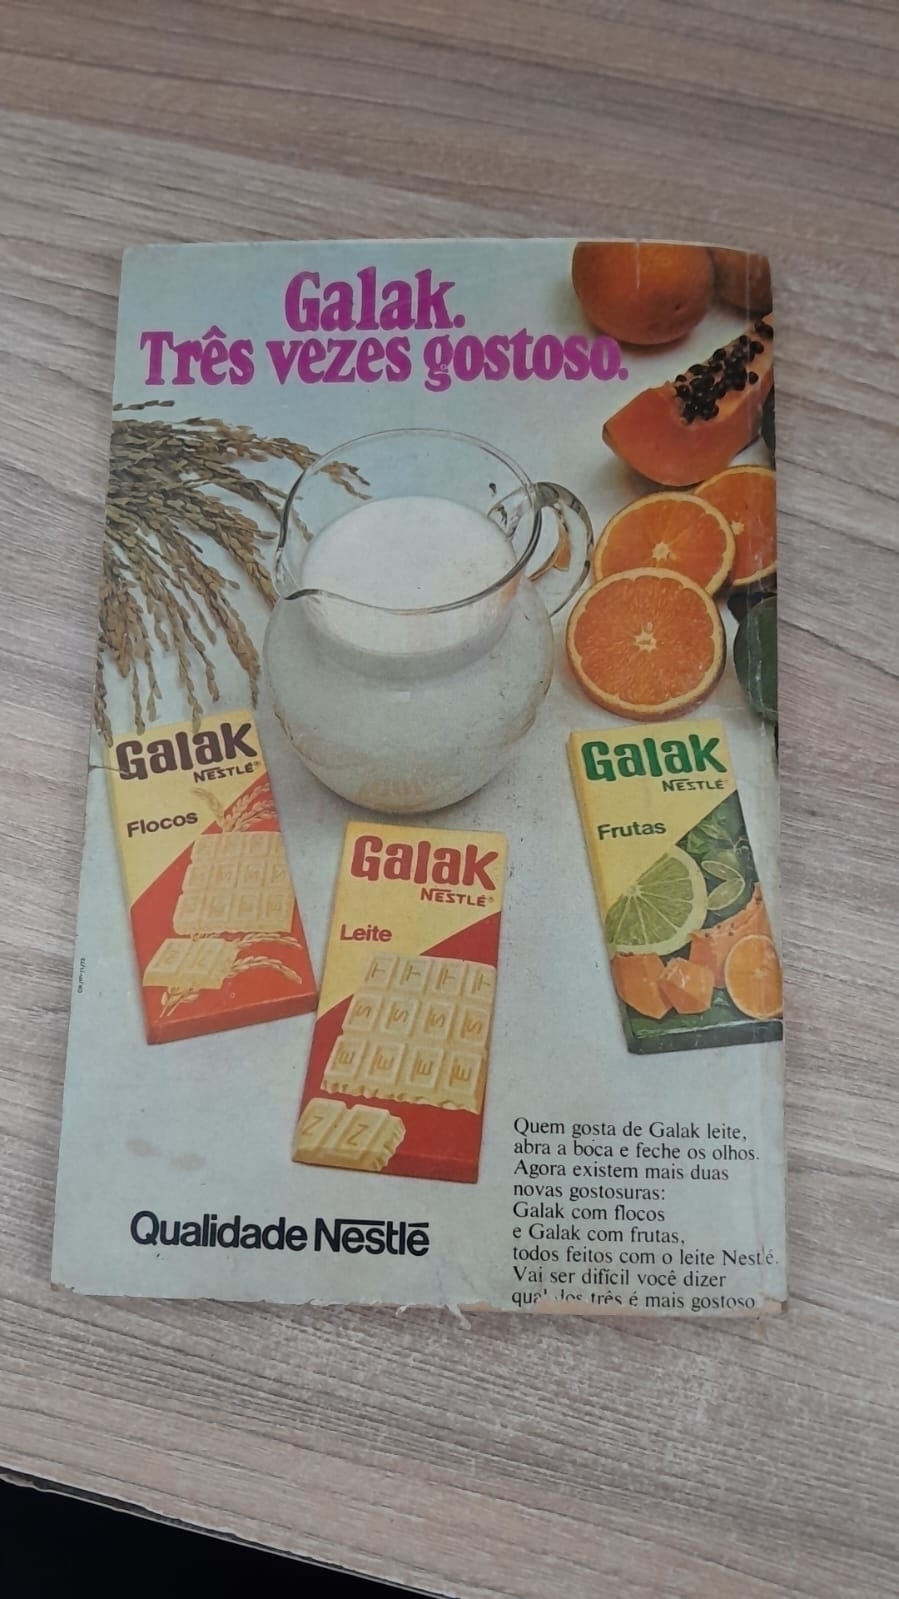 Galak.
Três vezes gostoso.
Galak
NESTLÉ®
Flocos
Galak
NESTLÉ®
Leite
T T T T
S S S S
E E E E
Z Z
Galak
NESTLÉ
Frutas
Qualidade Nestlé
Quem gosta de Galak leite,
abra a boca e feche os olhos.
Agora existem mais duas
novas gostosuras:
Galak com flocos
e Galak com frutas,
todos feitos com o leite Nestlé.
Vai ser difícil você dizer
qual dos três é mais gostoso